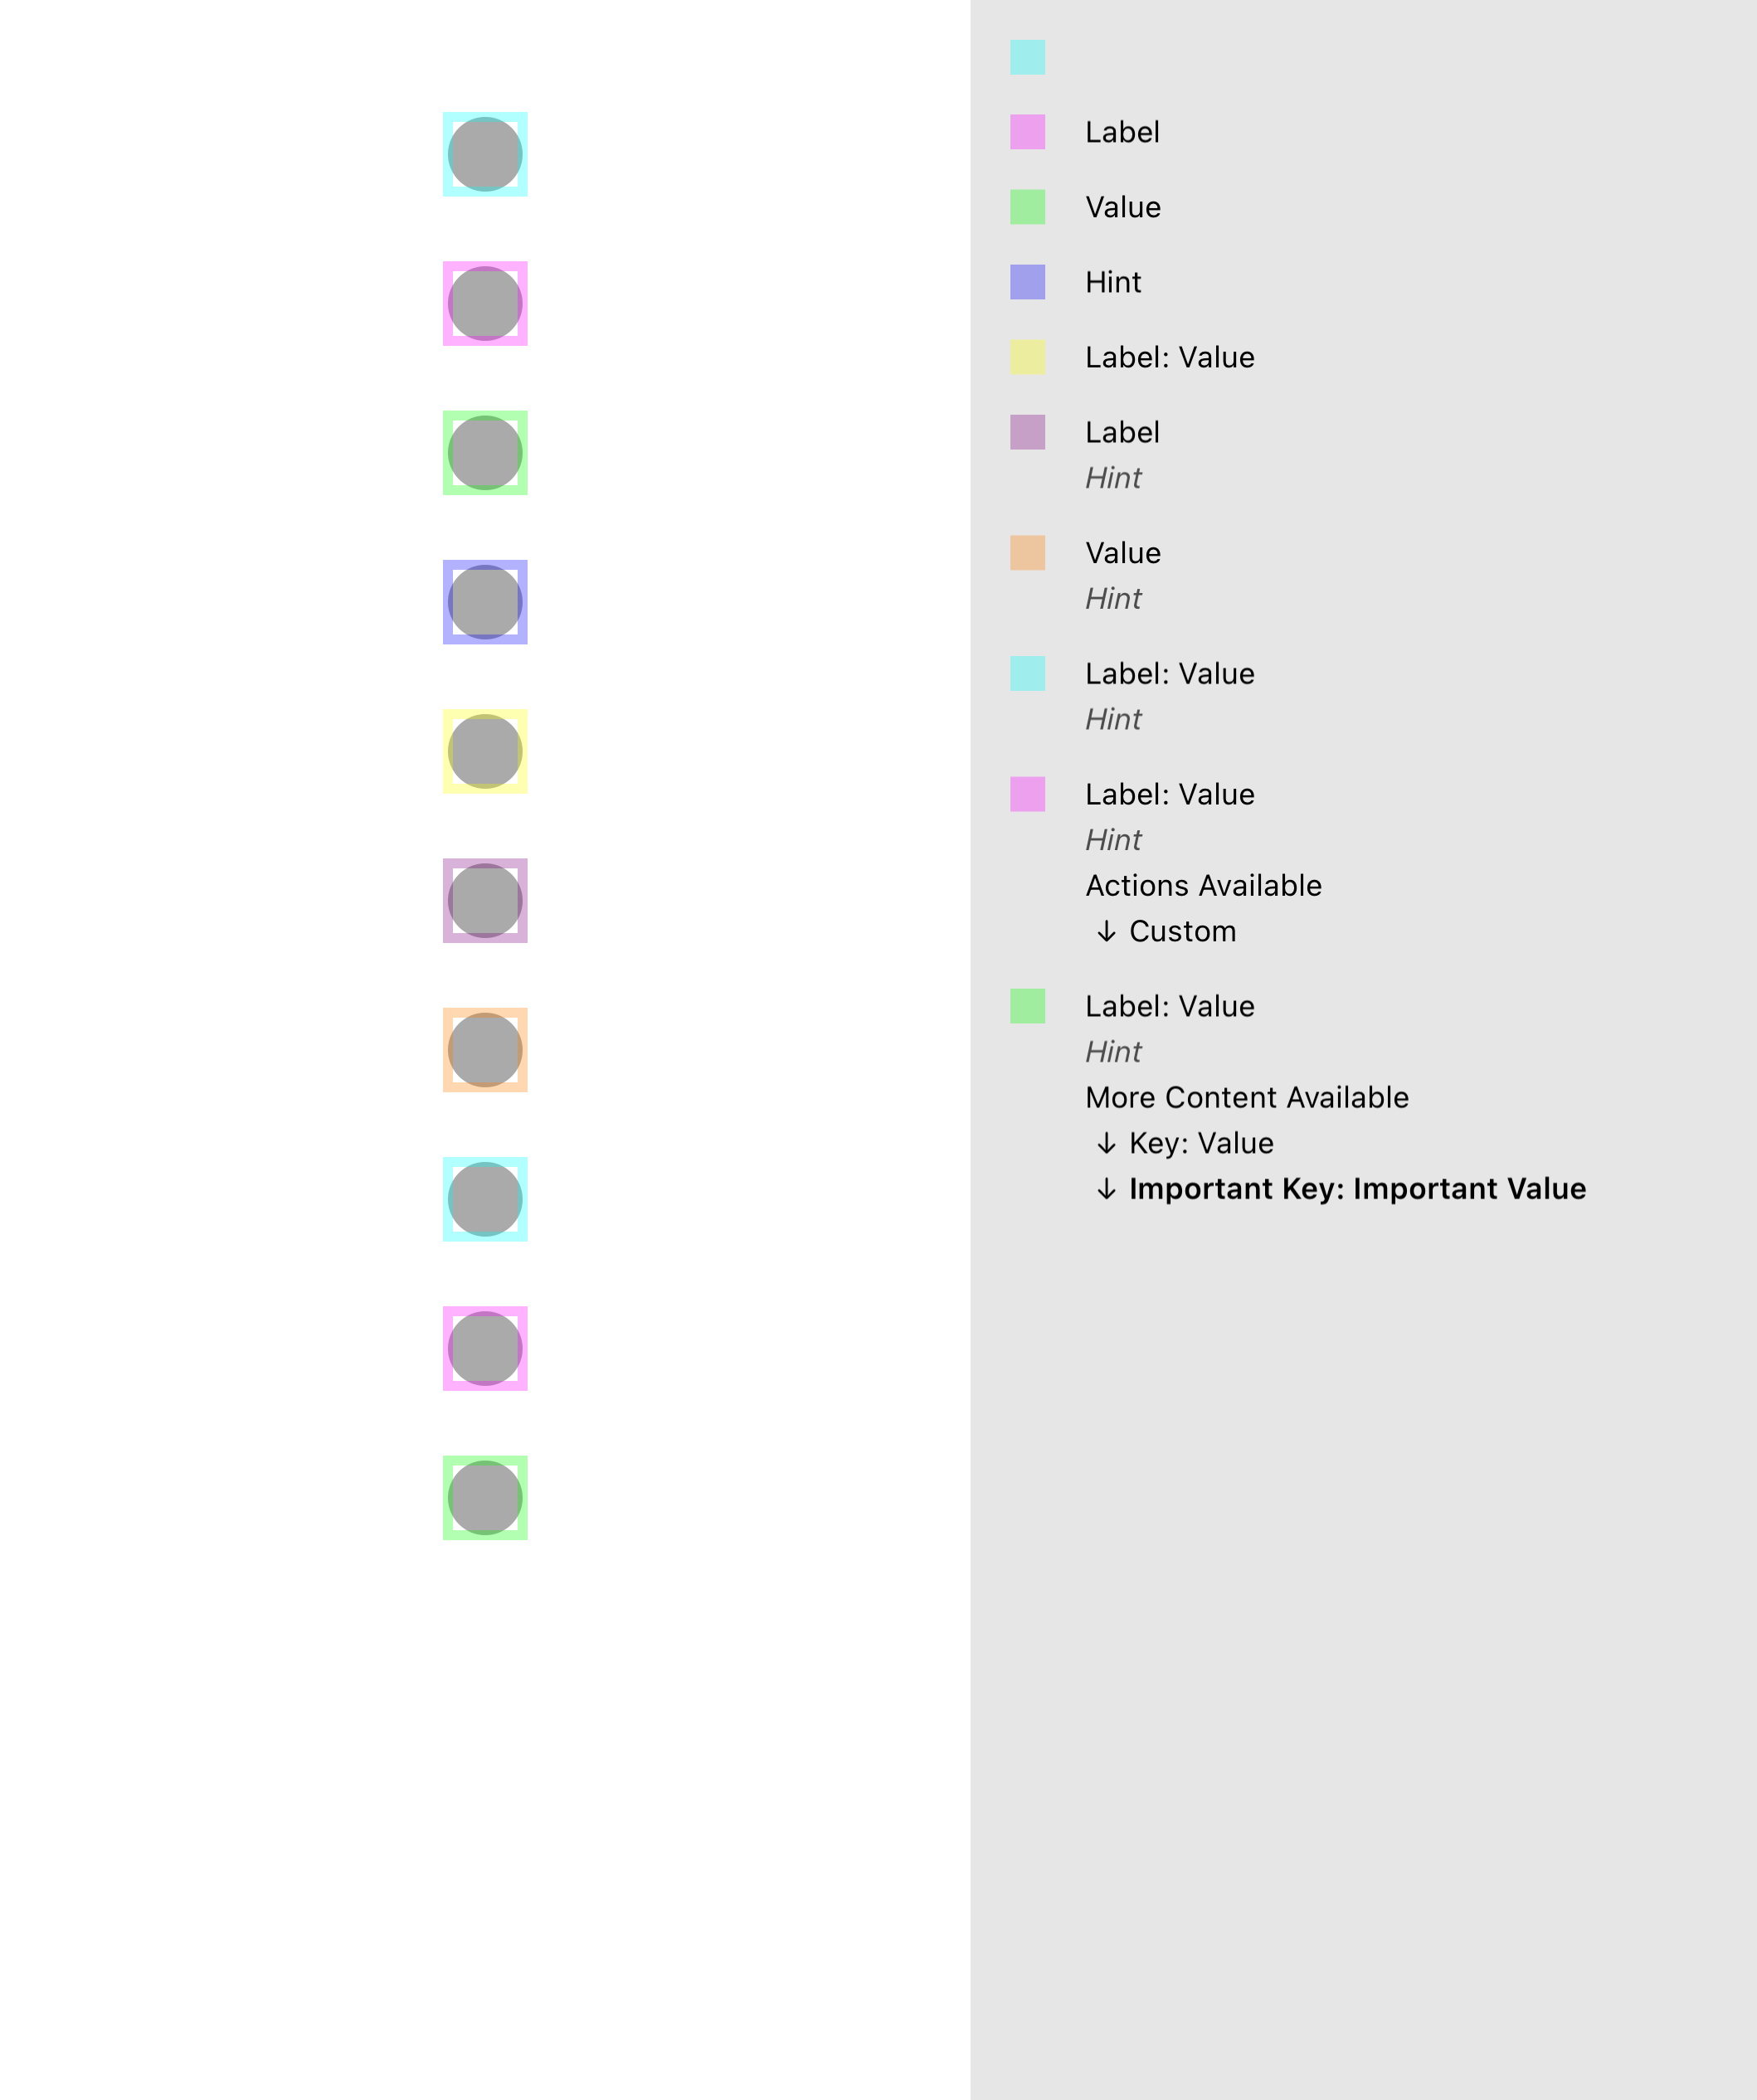 Label
Value
Hint
Label: Value
Label
Hint
Value
Hint
Label: Value
Hint
Label: Value
Hint
Actions Available
↓ Custom
Label: Value
Hint
More Content Available
↓ Key: Value
↓ Important Key: Important Value